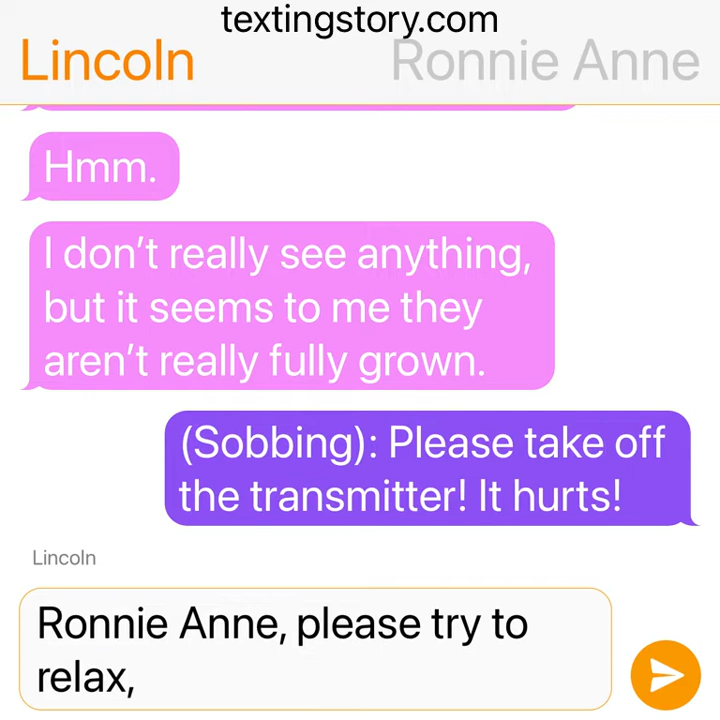 textingstory.com
Lincoln
Ronnie Anne
Hmm.
I don't really see anything,
but it seems to me they
aren't really fully grown.
(Sobbing): Please take off
the transmitter! It hurts!
Lincoln
Ronnie Anne, please try to
relax,